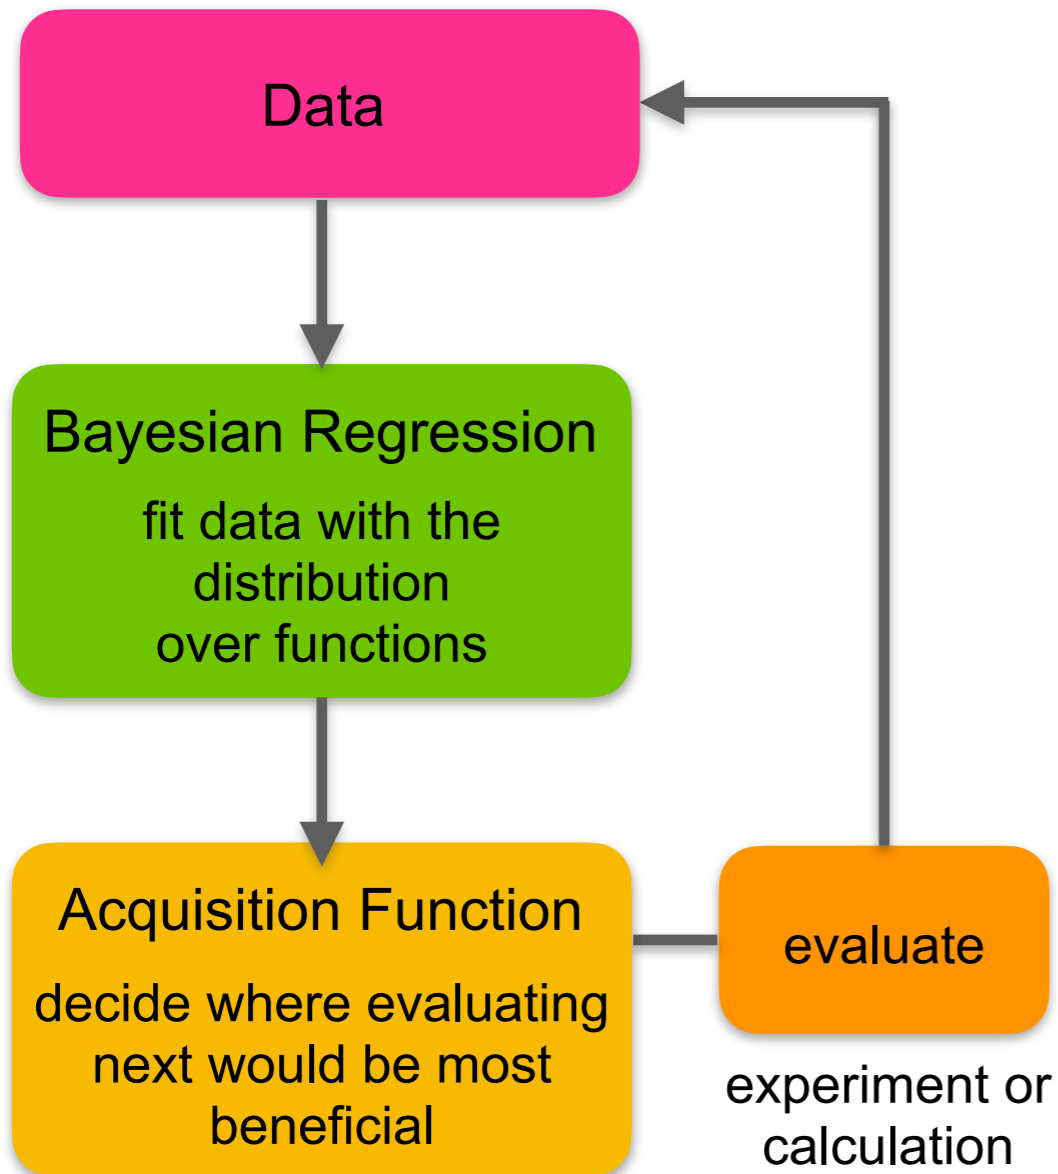 Data
Bayesian Regression
fit data with the
distribution
over functions
Acquisition Function
decide where evaluating
next would be most
beneficial
evaluate
experiment or
calculation